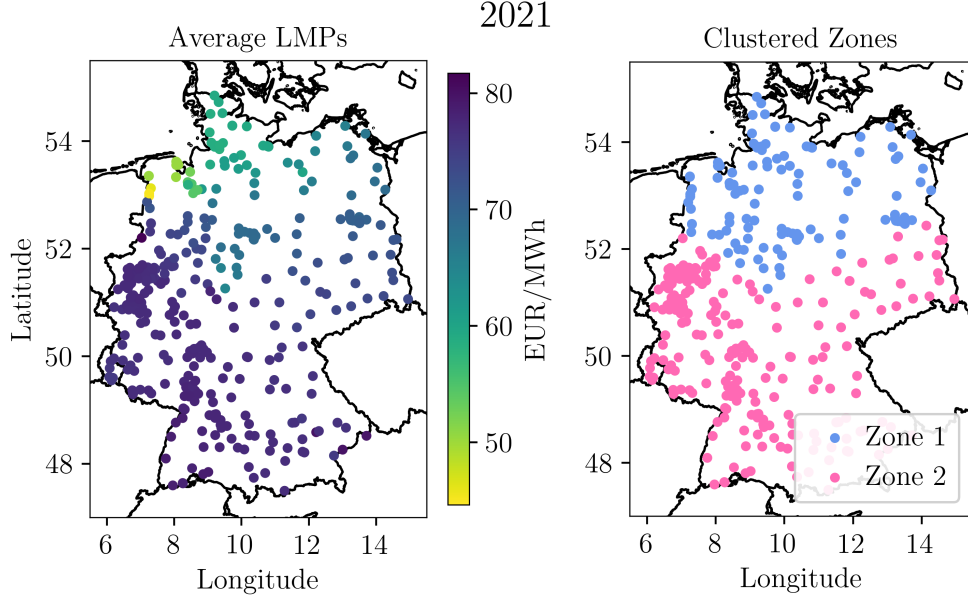 2021
Average LMPs
Clustered Zones
Latitude
54
52
50
48
6 8 10 12 14
Longitude
80
70
60
50
EUR/MWh
54
52
50
48
Zone 1
Zone 2
6 8 10 12 14
Longitude